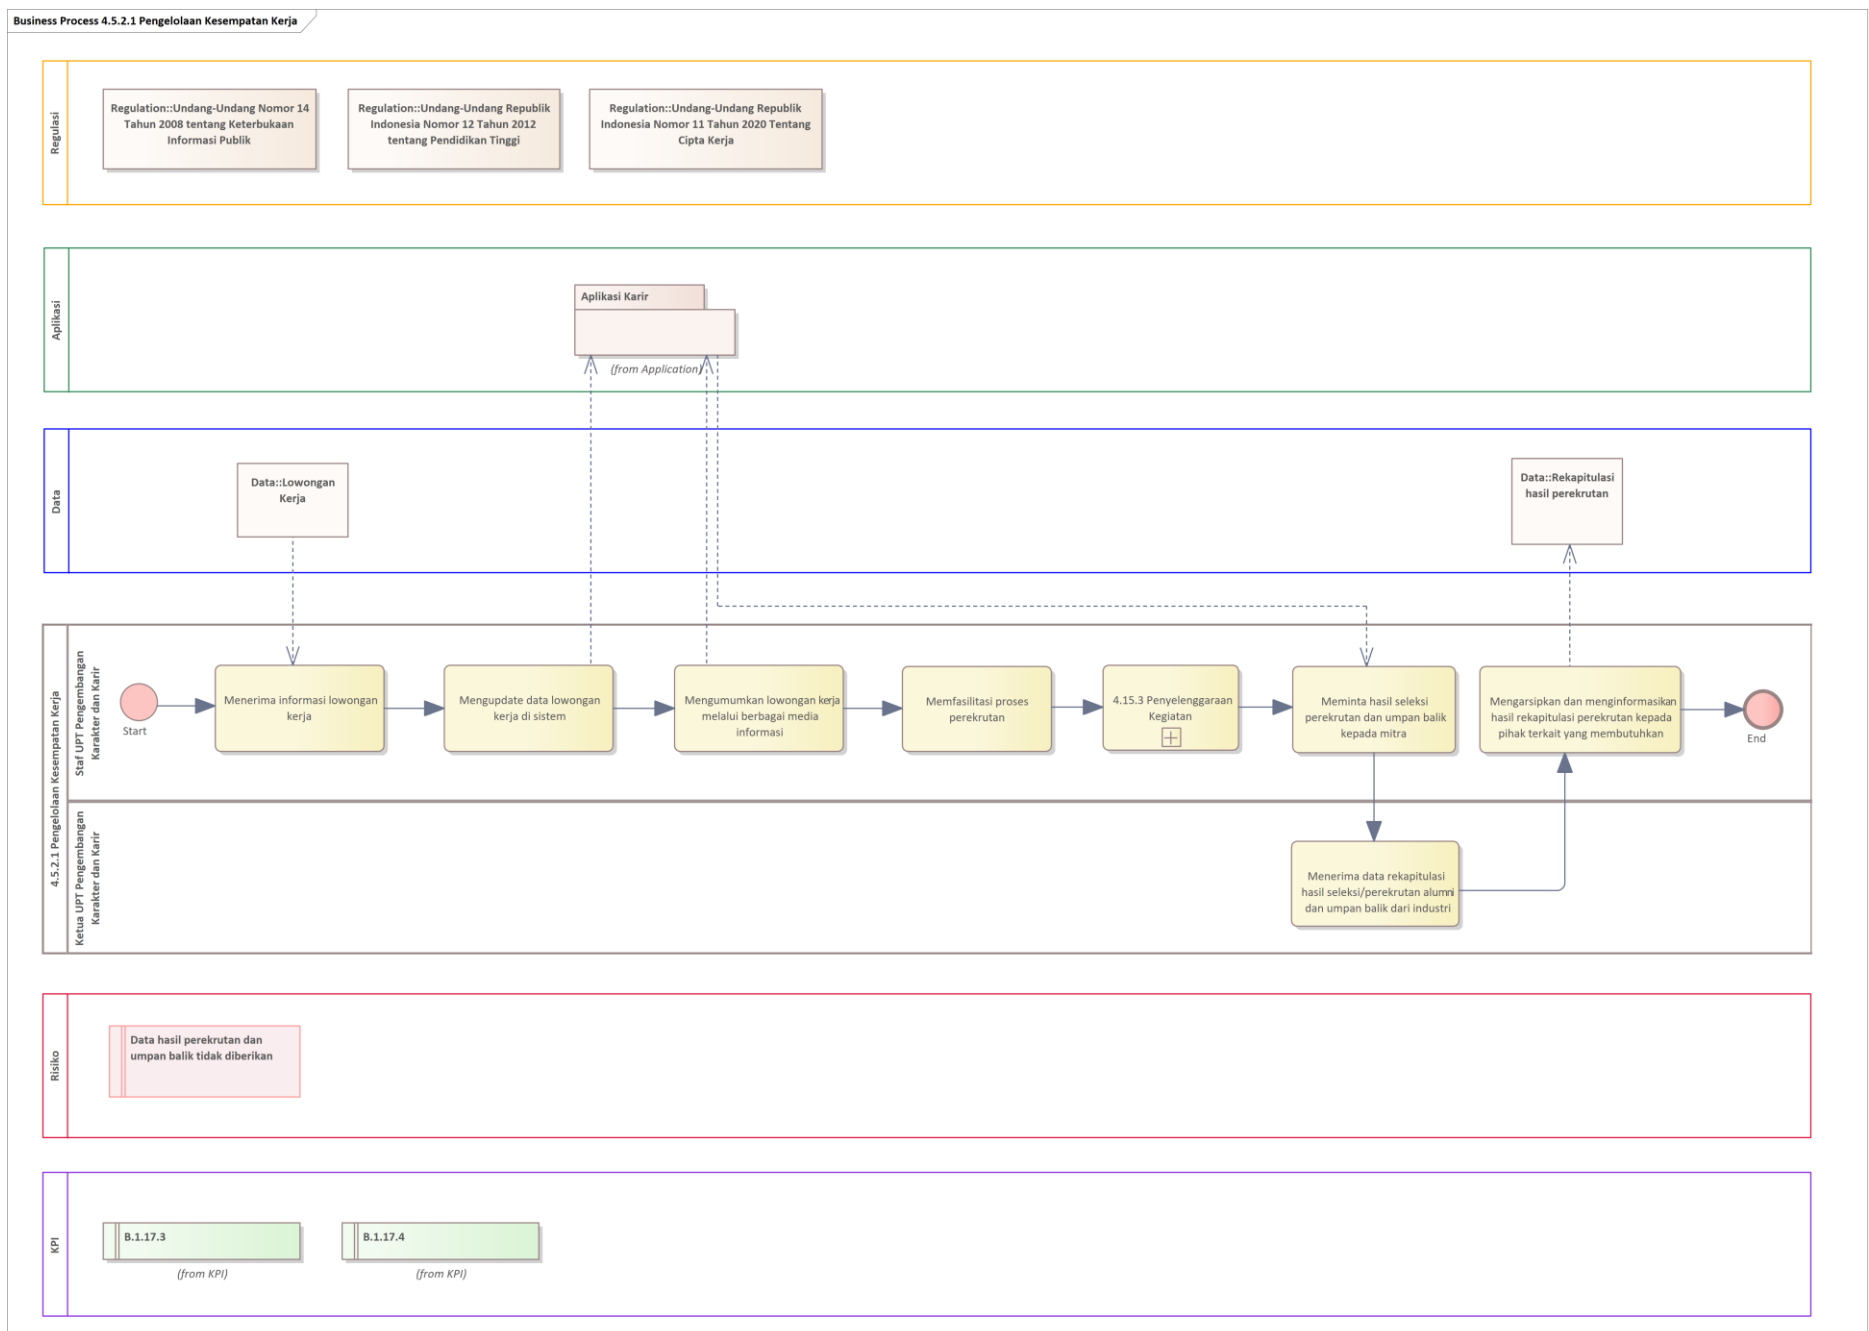 Business Process 4.5.2.1 Pengelolaan Kesempatan Kerja
Regulasi
Regulation::Undang-Undang Nomor 14
Tahun 2008 tentang Keterbukaan
Informasi Publik
Regulation::Undang-Undang Republik
Indonesia Nomor 12 Tahun 2012
tentang Pendidikan Tinggi
Regulation::Undang-Undang Republik
Indonesia Nomor 11 Tahun 2020 Tentang
Cipta Kerja
Aplikasi
Aplikasi Karir
(from Application)
Data
Data::Lowongan
Kerja
Data::Rekapitulasi
hasil perekrutan
4.5.2.1 Pengelolaan Kesempatan Kerja
Staf UPT Pengembangan
Karakter dan Karir
Start
Menerima informasi lowongan
kerja
Mengupdate data lowongan
kerja di sistem
Mengumumkan lowongan kerja
melalui berbagai media
informasi
Memfasilitasi proses
perekrutan
4.15.3 Penyelenggaraan
Kegiatan
Meminta hasil seleksi
perekrutan dan umpan balik
kepada mitra
Mengarsipkan dan menginformasikan
hasil rekapitulasi perekrutan kepada
pihak terkait yang membutuhkan
End
Ketua UPT Pengembangan
Karakter dan Karir
Menerima data rekapitulasi
hasil seleksi/perekrutan alumni
dan umpan balik dari industri
Risiko
Data hasil perekrutan dan
umpan balik tidak diberikan
KPI
B.1.17.3
(from KPI)
B.1.17.4
(from KPI)